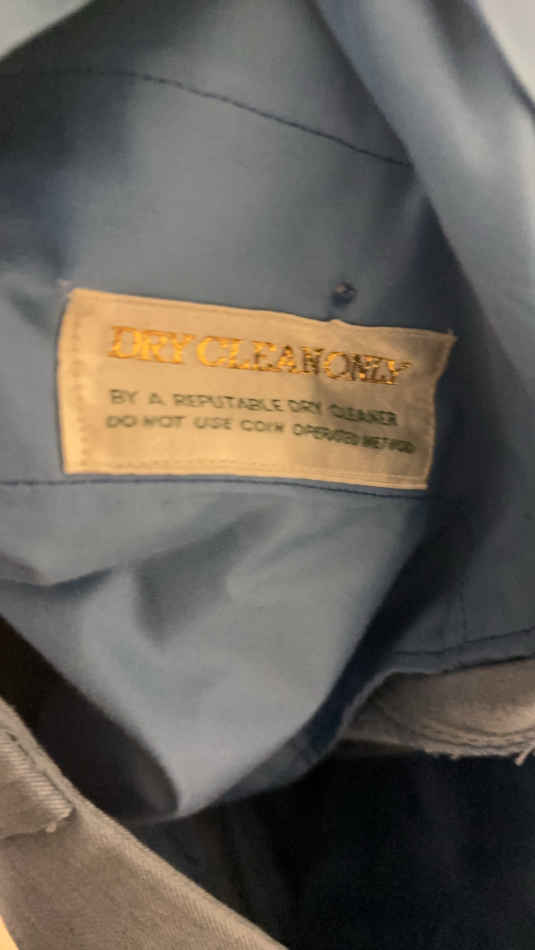 DRY CLEAN ONLY
BY A REPUTABLE DRY CLEANER
DO NOT USE COIN OPERATED METHOD